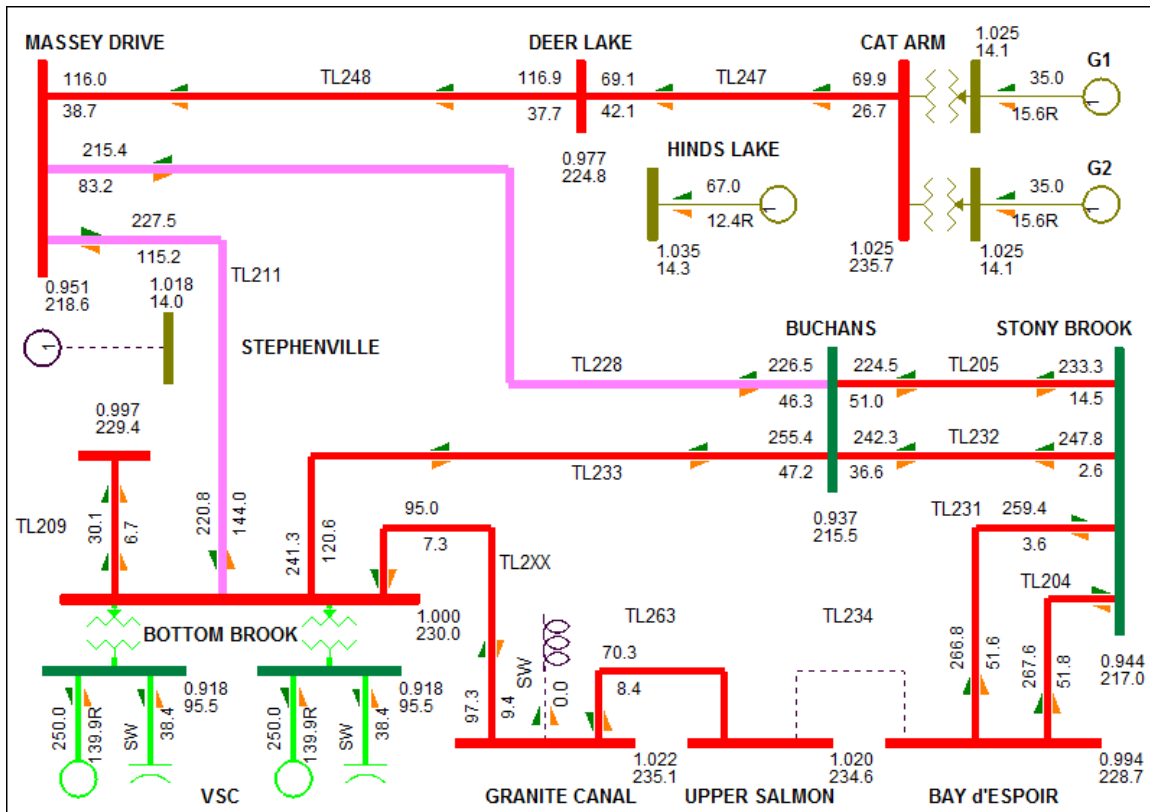 MASSEY DRIVE
DEER LAKE
CAT ARM
1.025
14.1
G1
116.0
TL248
116.9
69.1
TL247
69.9
35.0
38.7
37.7
42.1
26.7
15.6R
215.4
83.2
0.977
224.8
HINDS LAKE
67.0
12.4R
1.035
14.3
G2
35.0
15.6R
1.025
235.7
1.025
14.1
227.5
115.2
TL211
0.951
218.6
1.018
14.0
1
STEPHENVILLE
BUCHANS
STONY BROOK
TL228
226.5
46.3
224.5
TL205
233.3
51.0
14.5
0.997
229.4
255.4
242.3
TL232
247.8
TL233
47.2
36.6
2.6
0.937
215.5
TL209
30.1
6.7
220.8
144.0
241.3
120.6
95.0
7.3
TL2XX
TL231
259.4
3.6
TL204
1.000
230.0
BOTTOM BROOK
0.918
95.5
0.918
95.5
250.0
139.9R
SW
38.4
250.0
139.9R
SW
38.4
VSC
97.3
9.4
SW
0.0
TL263
70.3
8.4
TL234
266.8
51.6
267.6
51.8
0.944
217.0
1.022
235.1
1.020
234.6
0.994
228.7
GRANITE CANAL
UPPER SALMON
BAY d'ESPOIR